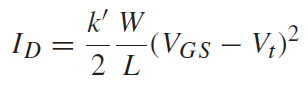 I_D = \frac{k'}{2} \frac{W}{L} (V_{GS} - V_t)^2